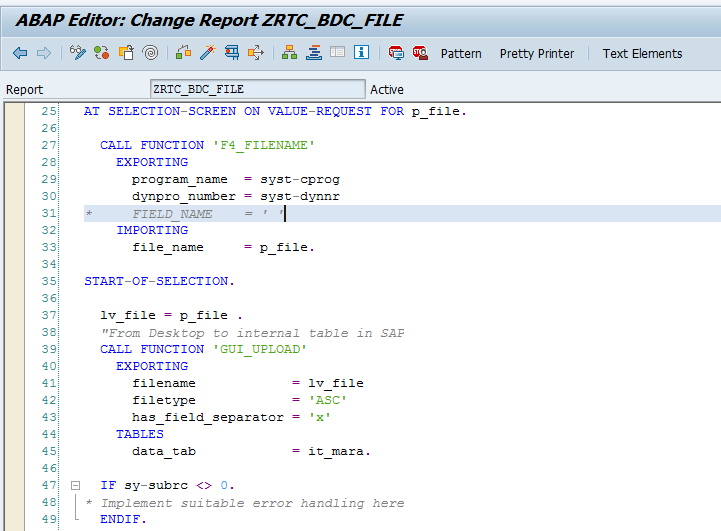 ABAP Editor: Change Report ZRTC_BDC_FILE
Pattern Pretty Printer Text Elements
Report ZRTC_BDC_FILE Active
25 AT SELECTION-SCREEN ON VALUE-REQUEST FOR p_file.
26
27 CALL FUNCTION 'F4_FILENAME'
28 EXPORTING
29 program_name = syst-cprog
30 dynpro_number = syst-dynnr
31 * FIELD_NAME = ' '
32 IMPORTING
33 file_name = p_file.
34
35 START-OF-SELECTION.
36
37 lv_file = p_file .
38 "From Desktop to internal table in SAP
39 CALL FUNCTION 'GUI_UPLOAD'
40 EXPORTING
41 filename = lv_file
42 filetype = 'ASC'
43 has_field_separator = 'x'
44 TABLES
45 data_tab = it_mara.
46
47 IF sy-subrc <> 0.
48 * Implement suitable error handling here
49 ENDIF.